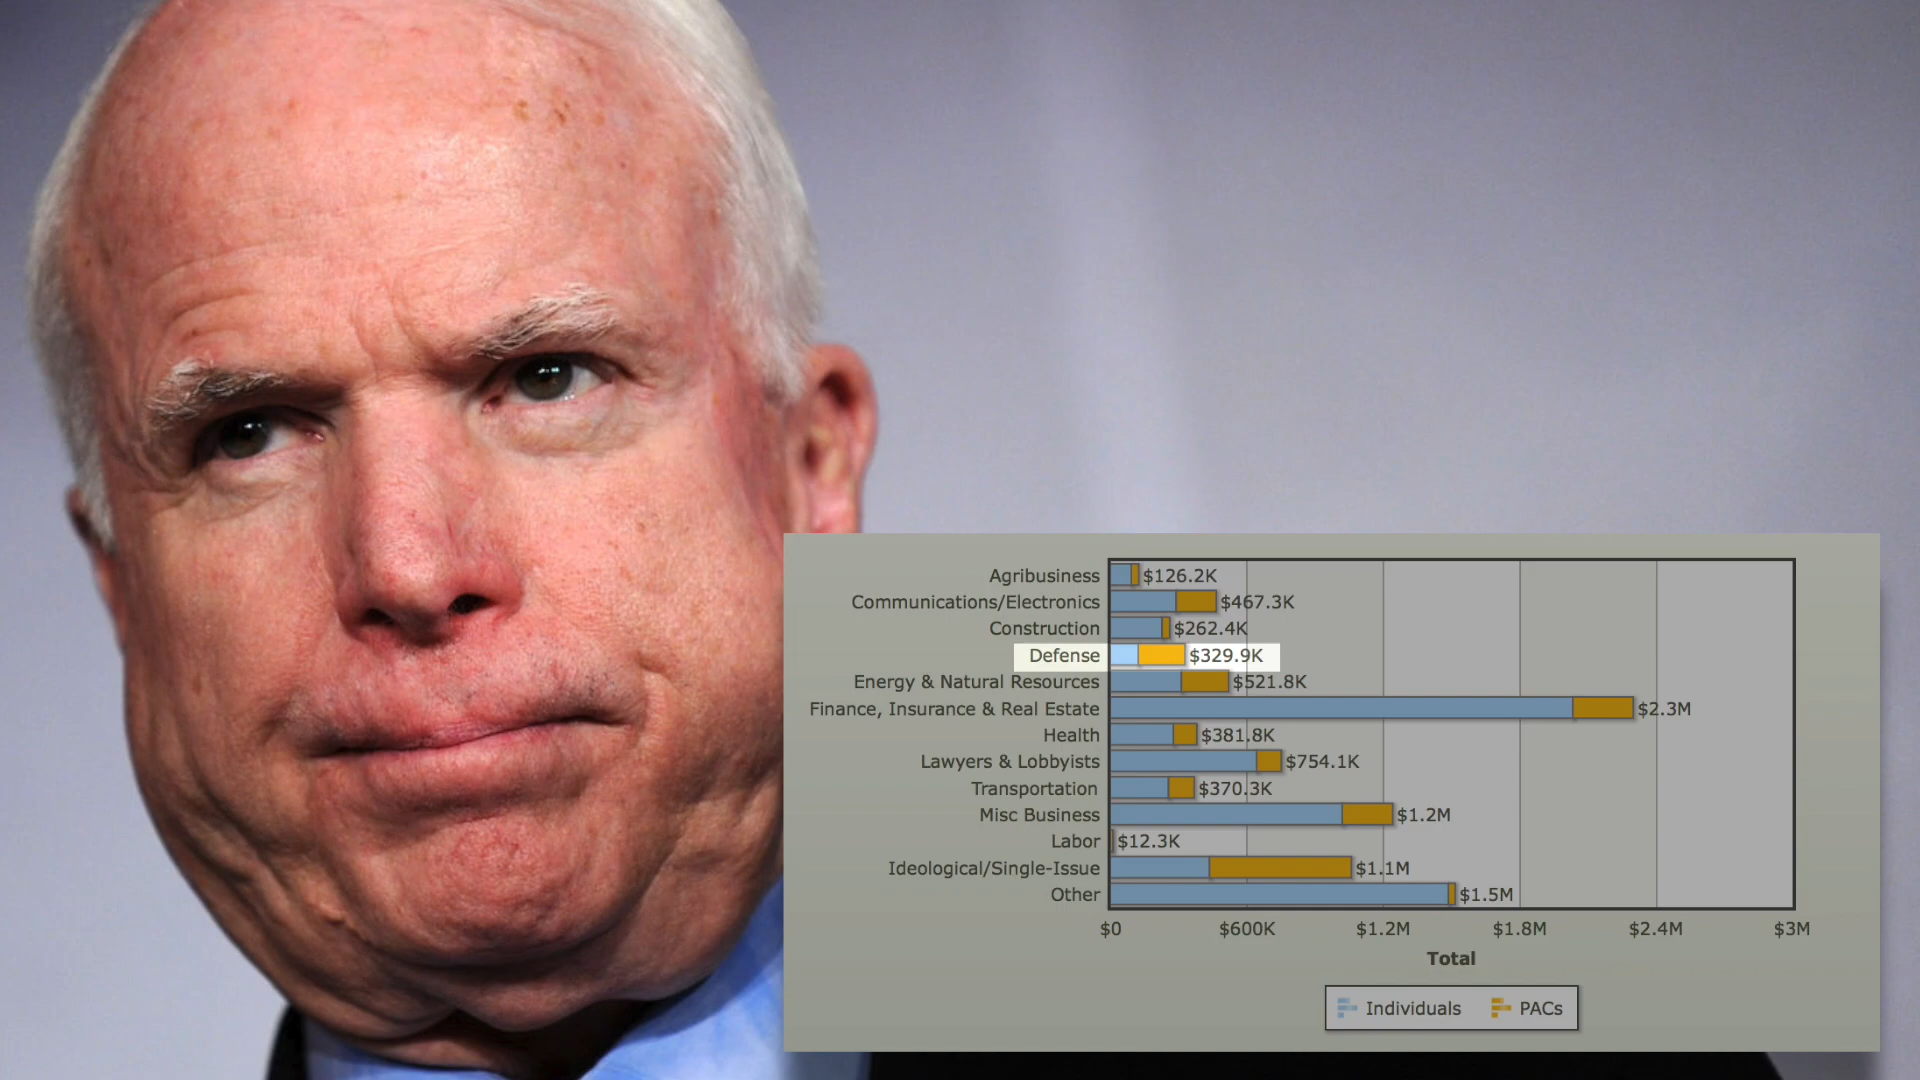 Agribusiness $126.2K
Communications/Electronics $467.3K
Construction $262.4K
Defense $329.9K
Energy & Natural Resources $521.8K
Finance, Insurance & Real Estate $2.3M
Health $381.8K
Lawyers & Lobbyists $754.1K
Transportation $370.3K
Misc Business $1.2M
Labor $12.3K
Ideological/Single-Issue $1.1M
Other $1.5M
$0 $600K $1.2M $1.8M $2.4M $3M
Total
Individuals PACs